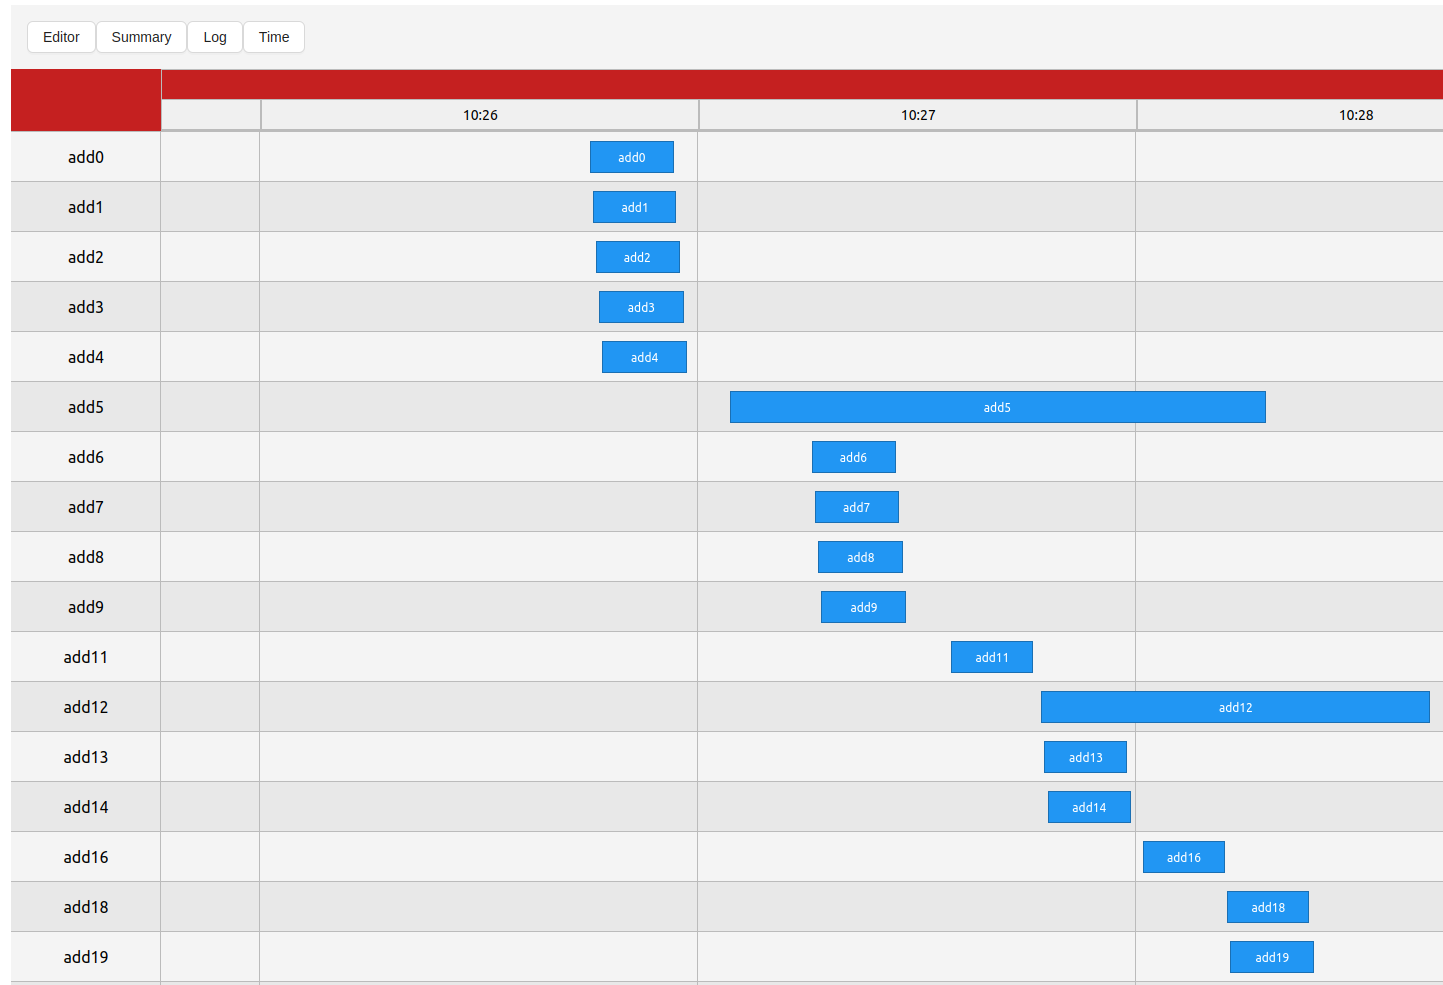 Editor Summary Log Time
10:26 10:27 10:28
add0 add0
add1 add1
add2 add2
add3 add3
add4 add4
add5 add5
add6 add6
add7 add7
add8 add8
add9 add9
add11 add11
add12 add12
add13 add13
add14 add14
add16 add16
add18 add18
add19 add19